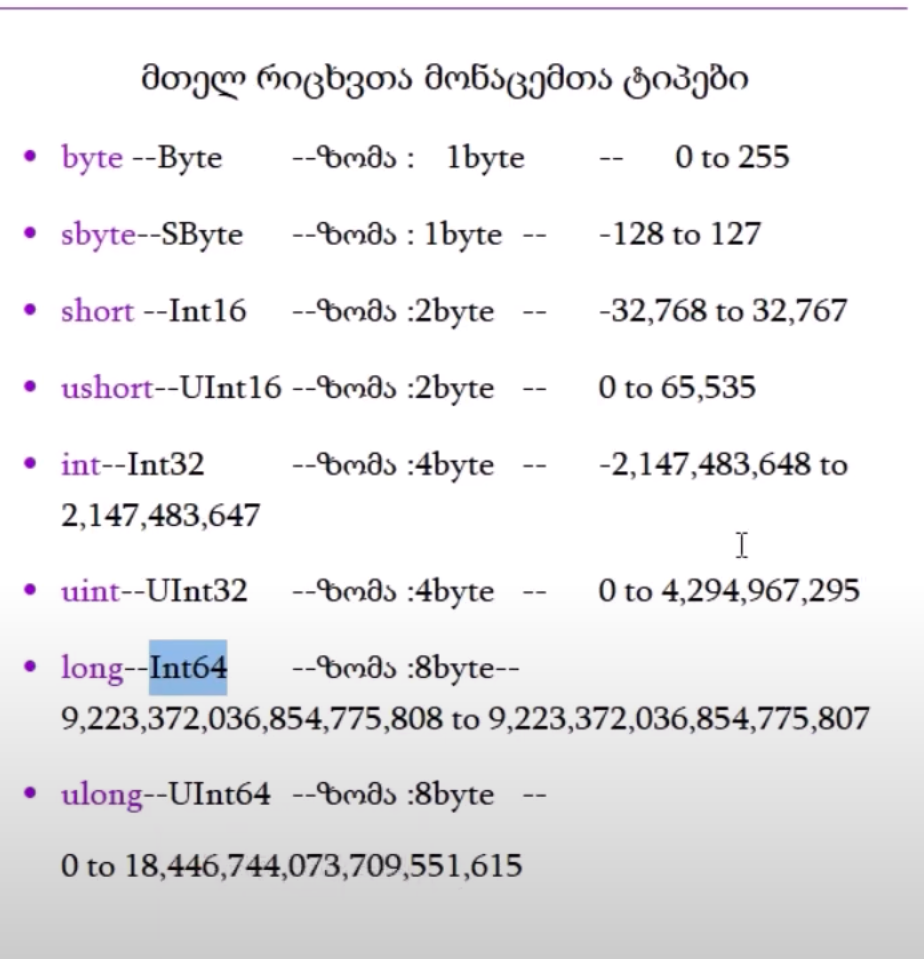 მთელ რიცხვთა მონაცემთა ტიპები
• byte --Byte --ზომა : 1byte -- 0 to 255
• sbyte--SByte --ზომა : 1byte -- -128 to 127
• short --Int16 --ზომა :2byte -- -32,768 to 32,767
• ushort--UInt16 --ზომა :2byte -- 0 to 65,535
• int--Int32 --ზომა :4byte -- -2,147,483,648 to
2,147,483,647
• uint--UInt32 --ზომა :4byte -- 0 to 4,294,967,295
• long--Int64 --ზომა :8byte--
9,223,372,036,854,775,808 to 9,223,372,036,854,775,807
• ulong--UInt64 --ზომა :8byte --
0 to 18,446,744,073,709,551,615